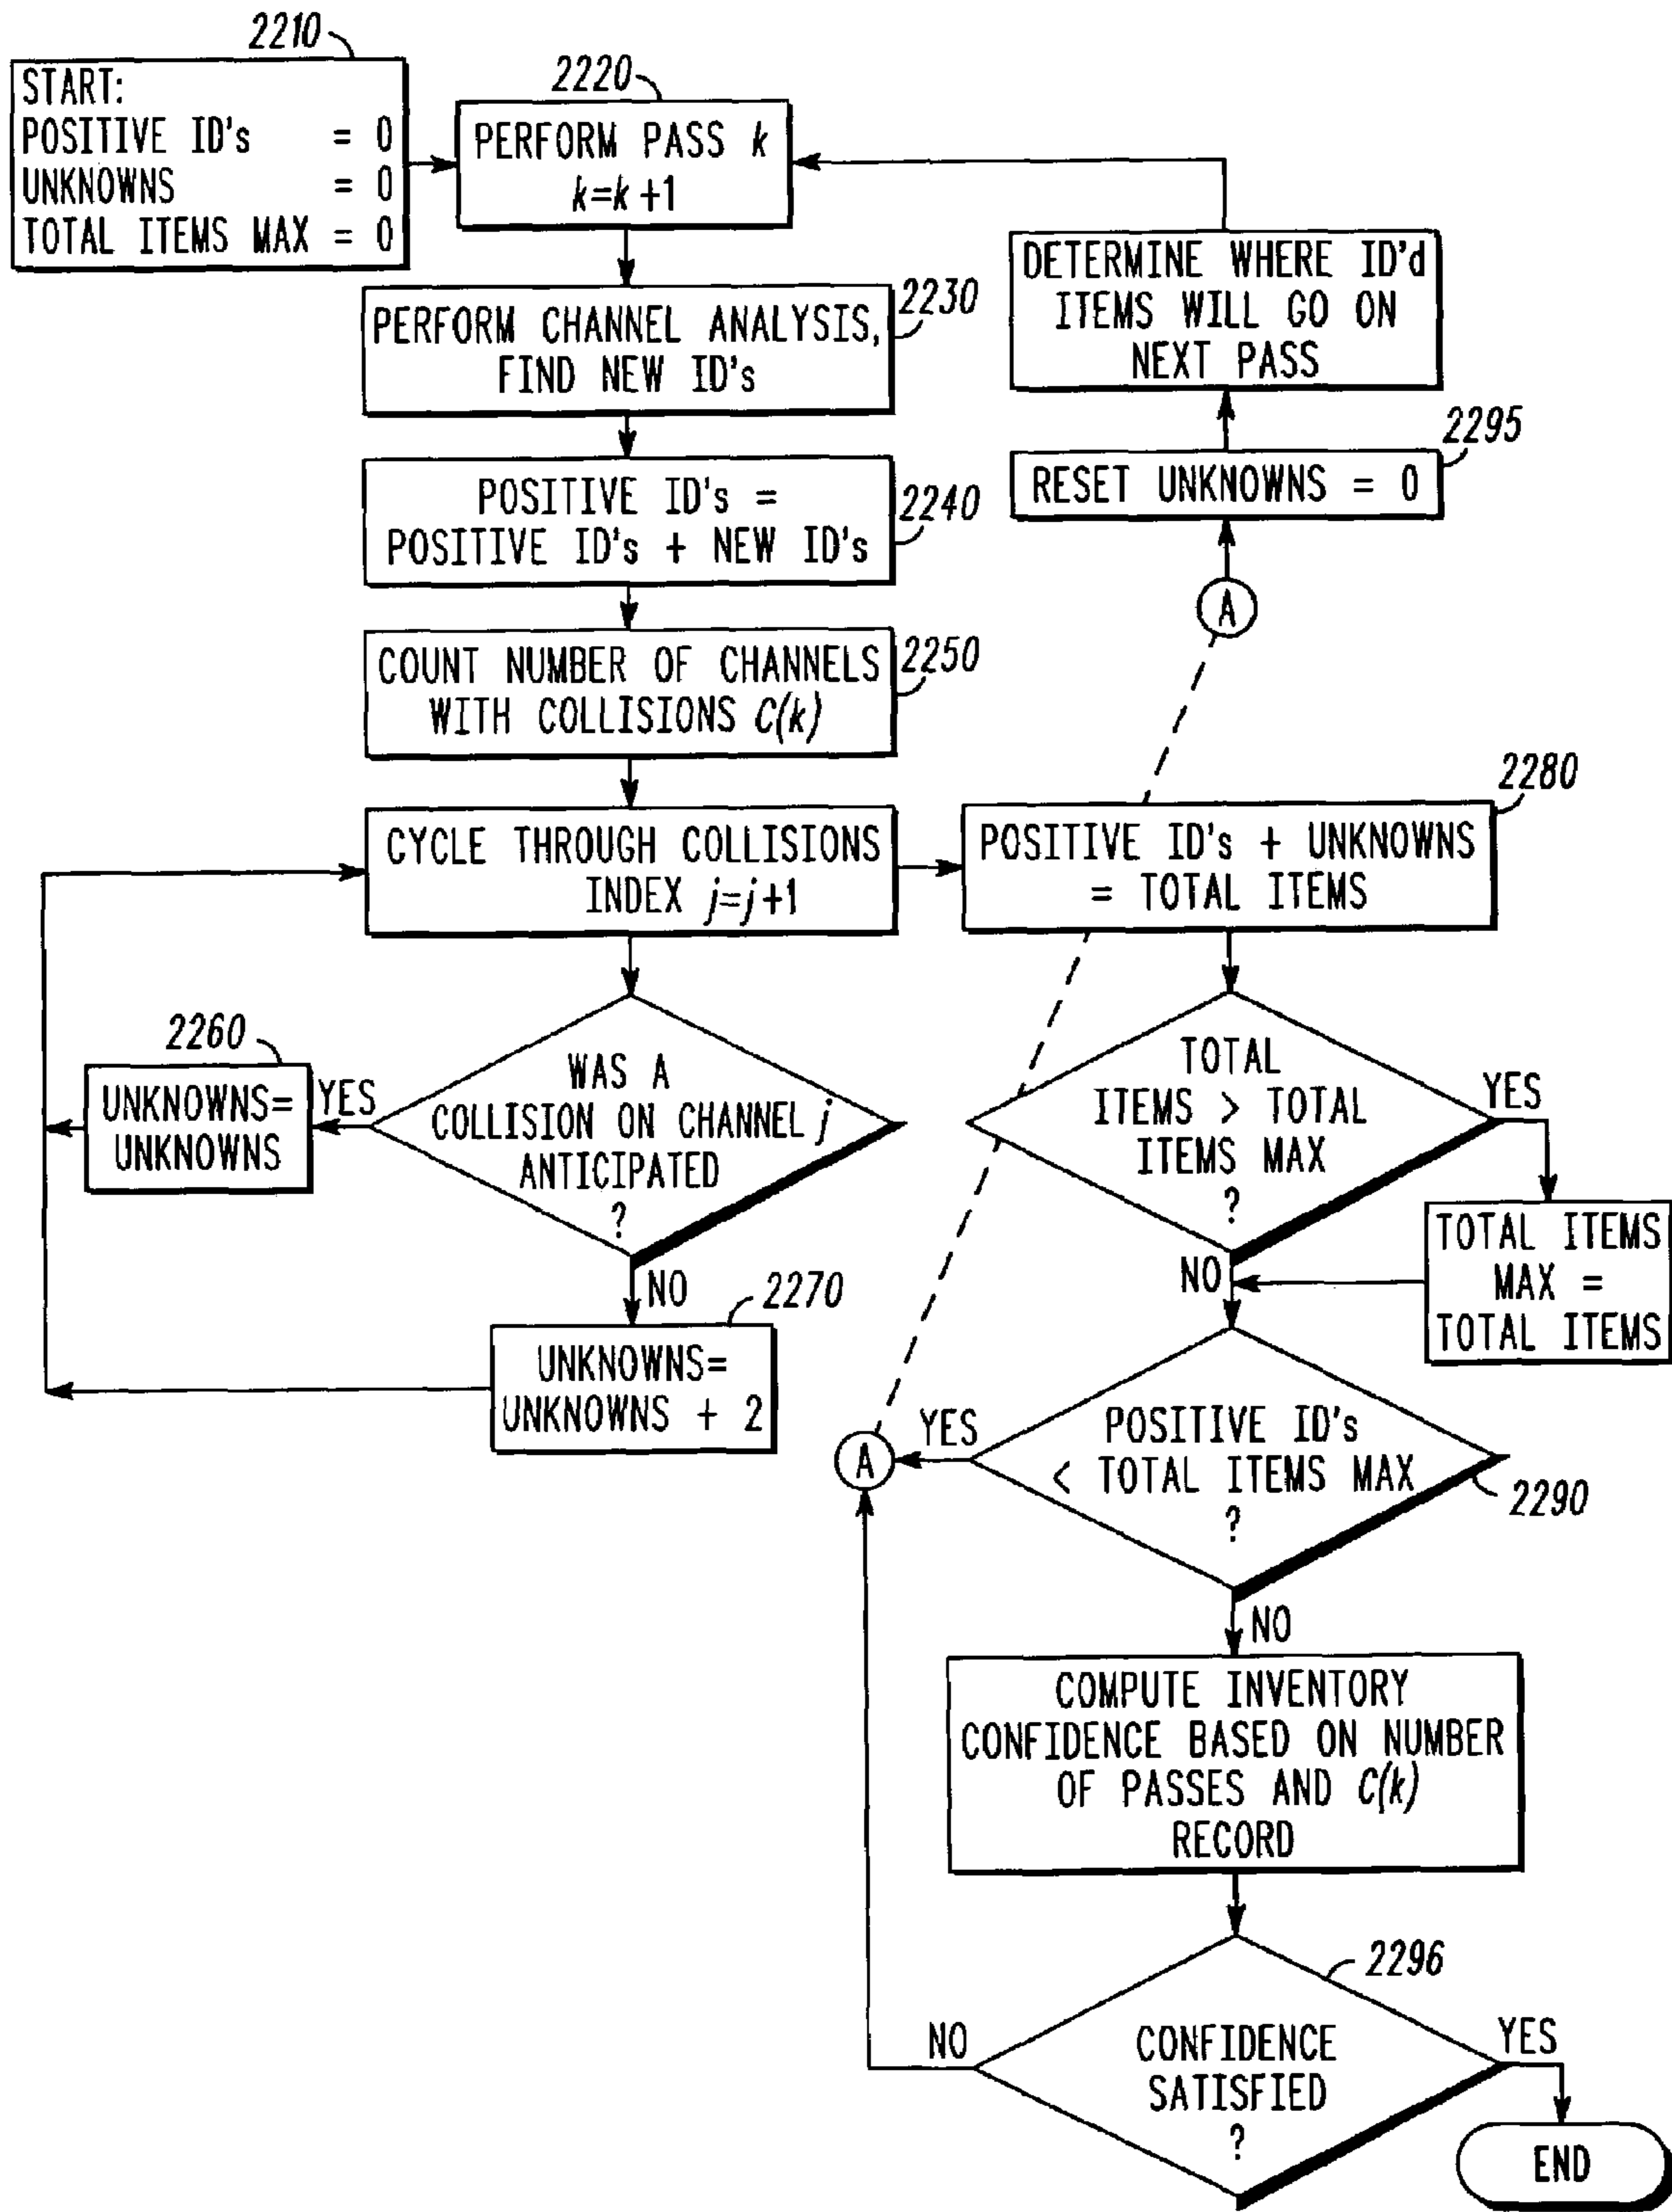 2210
START:
POSITIVE ID's = 0
UNKNOWNS = 0
TOTAL ITEMS MAX = 0
2220
PERFORM PASS k
k=k+1
2230
PERFORM CHANNEL ANALYSIS,
FIND NEW ID's
2240
POSITIVE ID's =
POSITIVE ID's + NEW ID's
2250
COUNT NUMBER OF CHANNELS
WITH COLLISIONS C(k)
CYCLE THROUGH COLLISIONS
INDEX j=j+1
WAS A
COLLISION ON CHANNEL j
ANTICIPATED
?
YES
2260
UNKNOWNS=
UNKNOWNS
NO
2270
UNKNOWNS=
UNKNOWNS + 2
DETERMINE WHERE ID'd
ITEMS WILL GO ON
NEXT PASS
2295
RESET UNKNOWNS = 0
A
2280
POSITIVE ID's + UNKNOWNS
= TOTAL ITEMS
TOTAL
ITEMS > TOTAL
ITEMS MAX
?
YES
TOTAL ITEMS
MAX =
TOTAL ITEMS
NO
POSITIVE ID's
< TOTAL ITEMS MAX
?
2290
YES
A
NO
COMPUTE INVENTORY
CONFIDENCE BASED ON NUMBER
OF PASSES AND C(k)
RECORD
2296
CONFIDENCE
SATISFIED
?
NO
YES
END